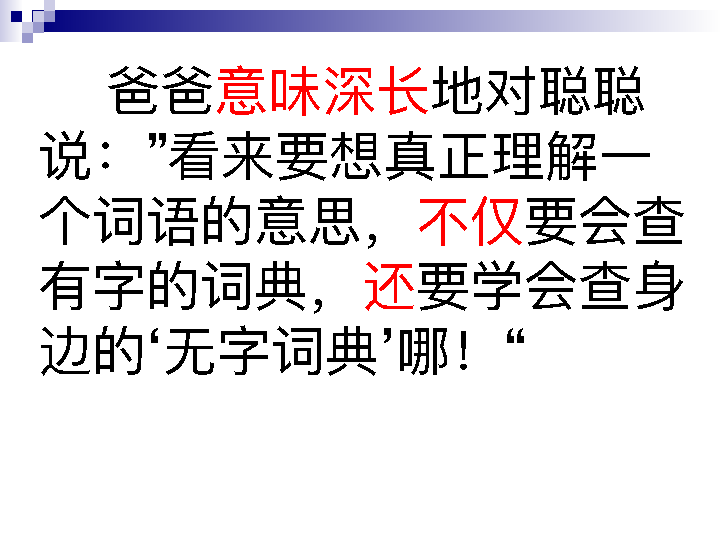 爸爸意味深长地对聪聪
说：”看来要想真正理解一
个词语的意思，不仅要会查
有字的词典，还要学会查身
边的‘无字词典’哪！“